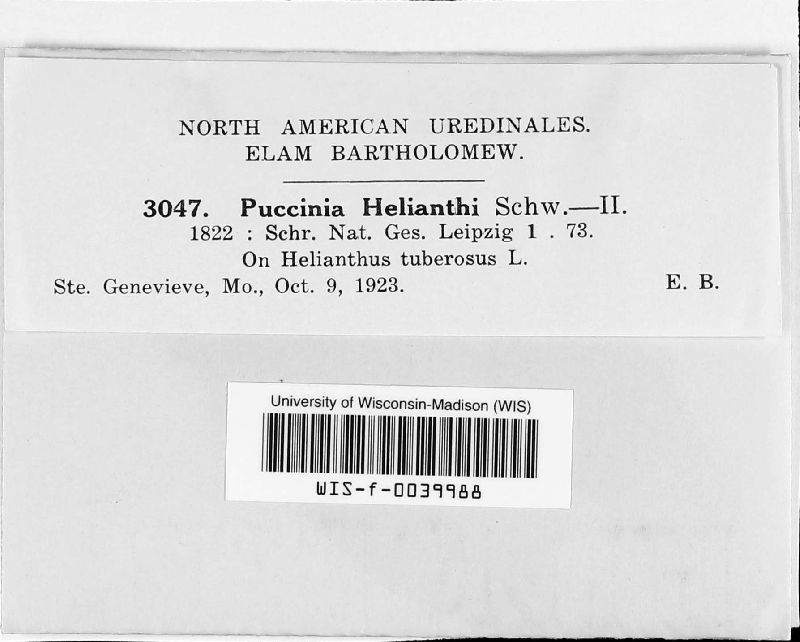 NORTH AMERICAN UREDINALES.
ELAM BARTHOLOMEW.
3047. Puccinia Helianthi Schw.—II.
1822 : Schr. Nat. Ges. Leipzig 1 . 73.
On Helianthus tuberosus L.
Ste. Genevieve, Mo., Oct. 9, 1923. E. B.
University of Wisconsin-Madison (WIS)
WIS-f-0039988